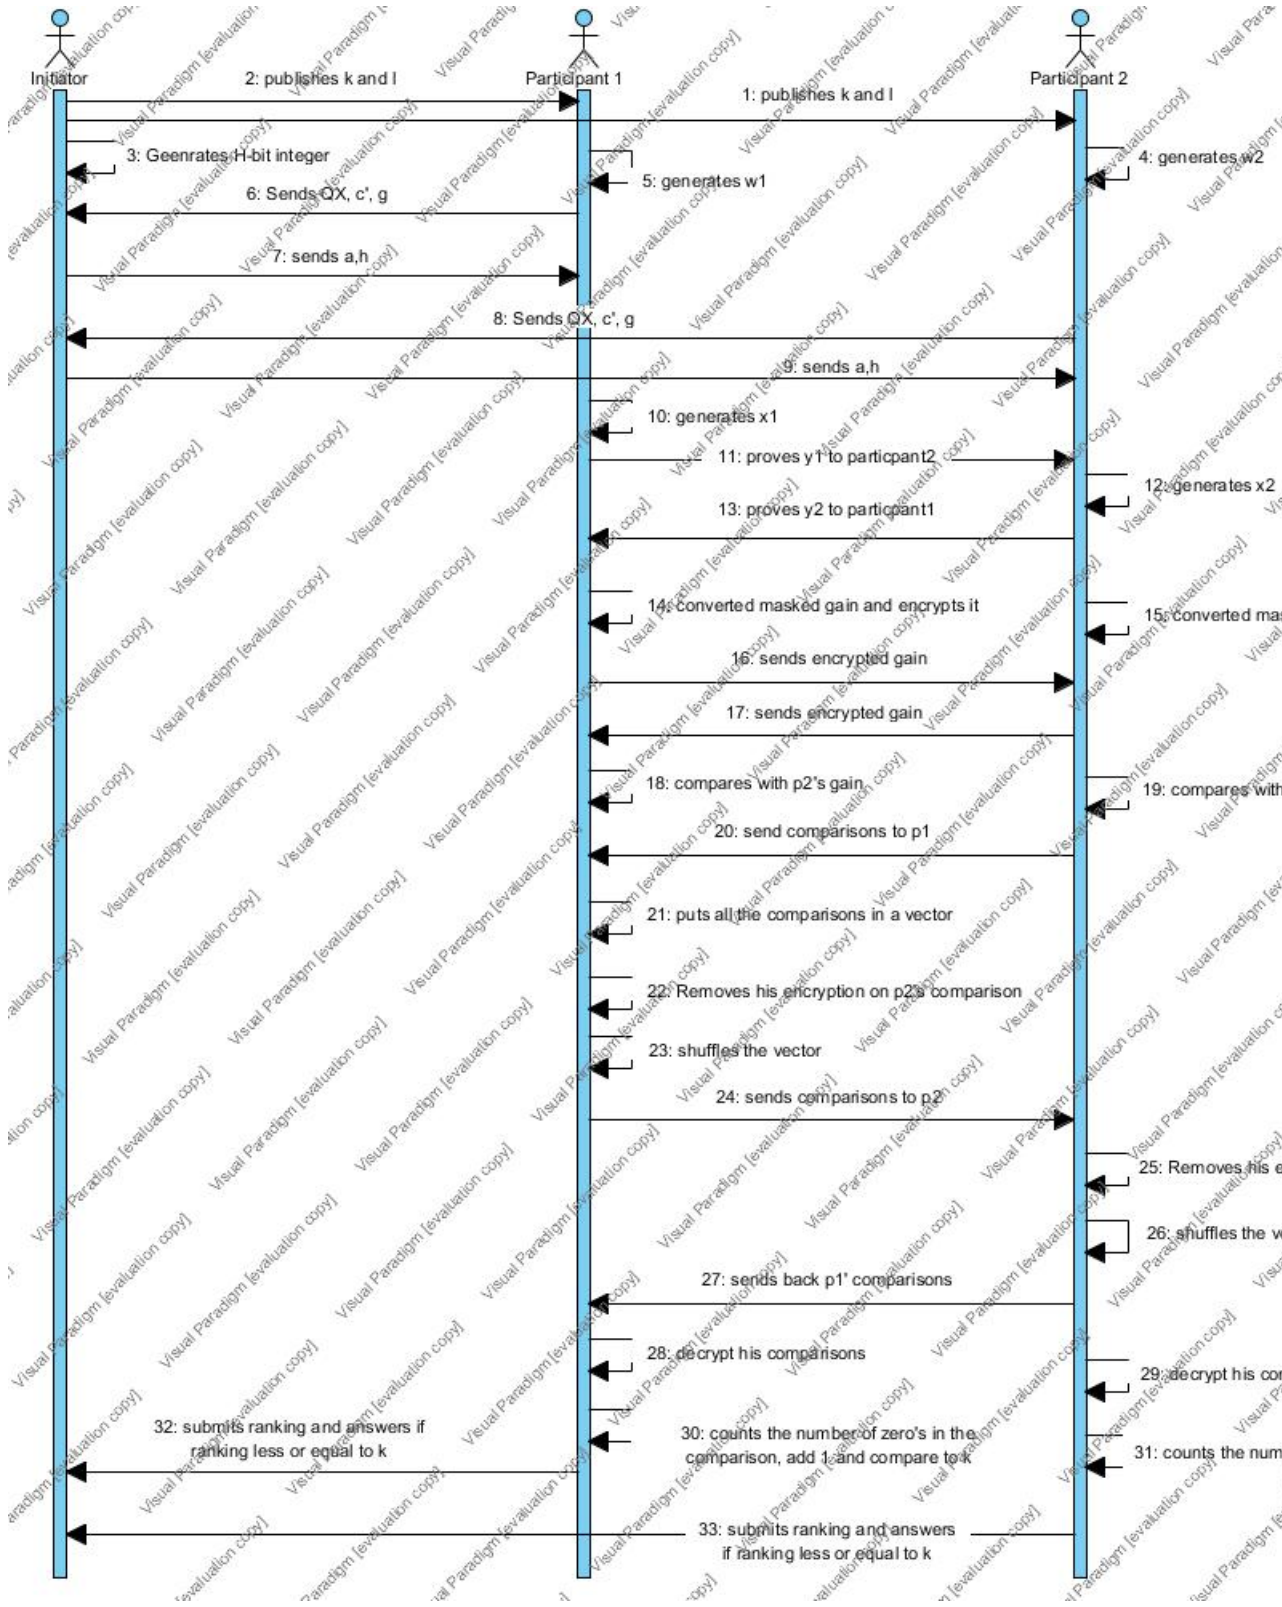 Initiator
Participant 1
Participant 2
2: publishes k and l
1: publishes k and l
3: Geenrates H-bit integer
4: generates w2
5: generates w1
6: Sends QX, c', g
7: sends a,h
8: Sends QX, c', g
9: sends a,h
10: generates x1
11: proves y1 to particpant2
12: generates x2
13: proves y2 to particpant1
14: converted masked gain and encrypts it
15: converted mas
16: sends encrypted gain
17: sends encrypted gain
18: compares with p2's gain
19: compares with
20: send comparisons to p1
21: puts all the comparisons in a vector
22: Removes his encryption on p2's comparison
23: shuffles the vector
24: sends comparisons to p2
25: Removes his e
26: shuffles the ve
27: sends back p1' comparisons
28: decrypt his comparisons
29: decrypt his con
32: submits ranking and answers if
ranking less or equal to k
30: counts the number of zero's in the
comparison, add 1 and compare to k
31: counts the num
33: submits ranking and answers
if ranking less or equal to k
Visual Paradigm [evaluation copy]